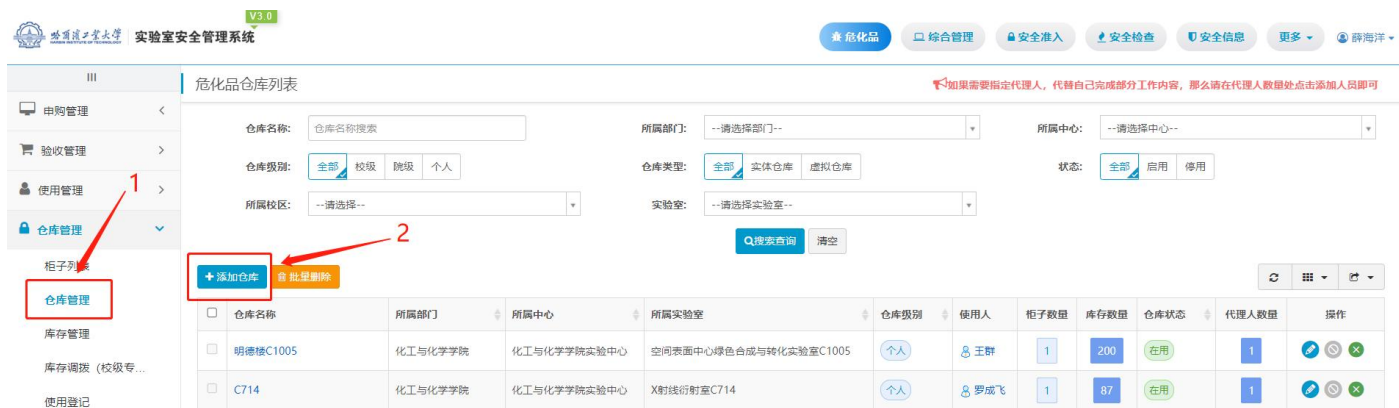 V3.0
哈爾濱工業大學 实验室安全管理系统 危化品 综合管理 安全准入 安全检查 安全信息 更多 薛海洋
HARBIN INSTITUTE OF TECHNOLOGY
危化品仓库列表 如果需要指定代理人，代替自己完成部分工作内容，那么请在代理人数量处点击添加人员即可
申购管理
验收管理
使用管理
仓库管理
柜子列表
仓库管理
库存管理
库存调拨（校级专...
使用登记
1
仓库名称: 仓库名称搜索 所属部门: --请选择部门-- 所属中心: --请选择中心--
仓库级别: 全部 校级 院级 个人 仓库类型: 全部 实体仓库 虚拟仓库 状态: 全部 启用 停用
所属校区: --请选择-- 实验室: --请选择实验室--
2
搜索查询 清空
添加仓库 批量删除
仓库名称 所属部门 所属中心 所属实验室 仓库级别 使用人 柜子数量 库存数量 仓库状态 代理人数量 操作
明德楼C1005 化工与化学学院 化工与化学学院实验中心 空间表面中心绿色合成与转化实验室C1005 个人 王群 1 200 在用 1
C714 化工与化学学院 化工与化学学院实验中心 X射线衍射室C714 个人 罗成飞 1 87 在用 1